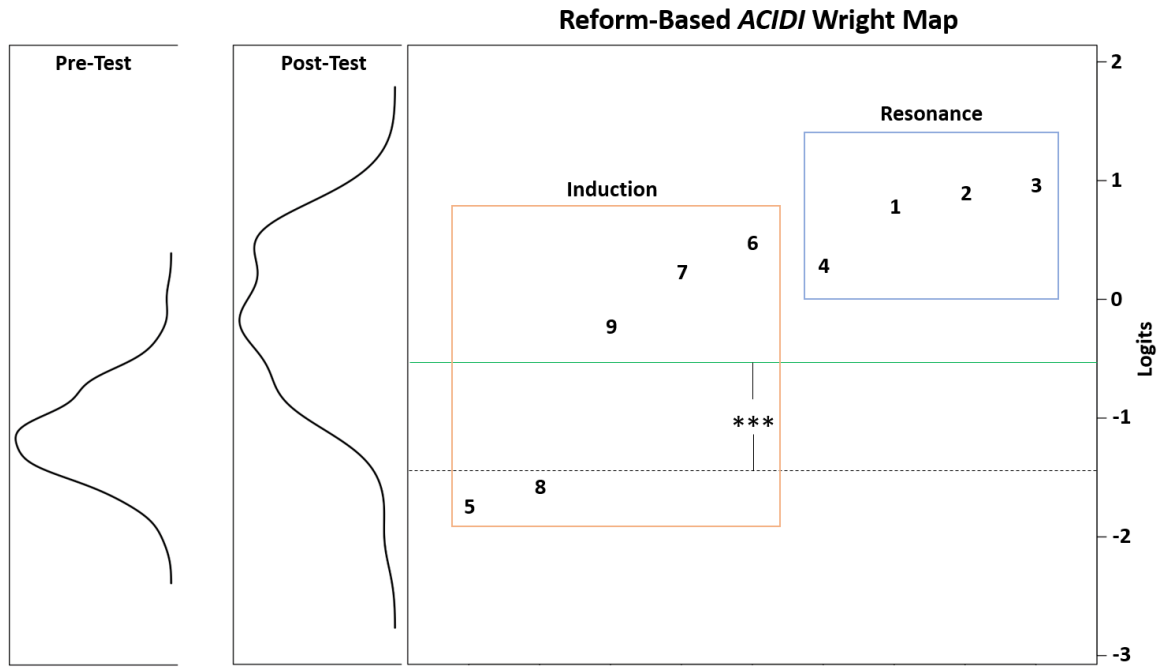 Reform-Based ACIDI Wright Map
Pre-Test
Post-Test
Induction
Resonance
1
2
3
4
5
6
7
8
9
***
2
1
0
-1
-2
-3
Logits